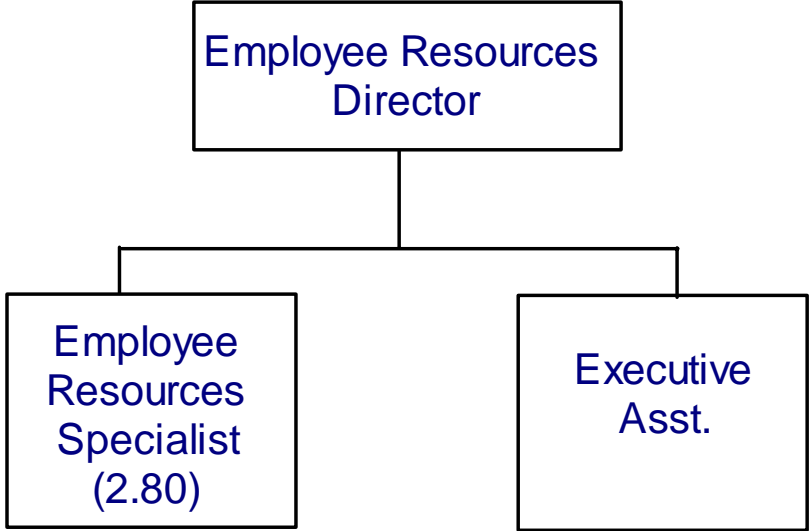 Employee Resources
Director
Employee
Resources
Specialist
(2.80)
Executive
Asst.